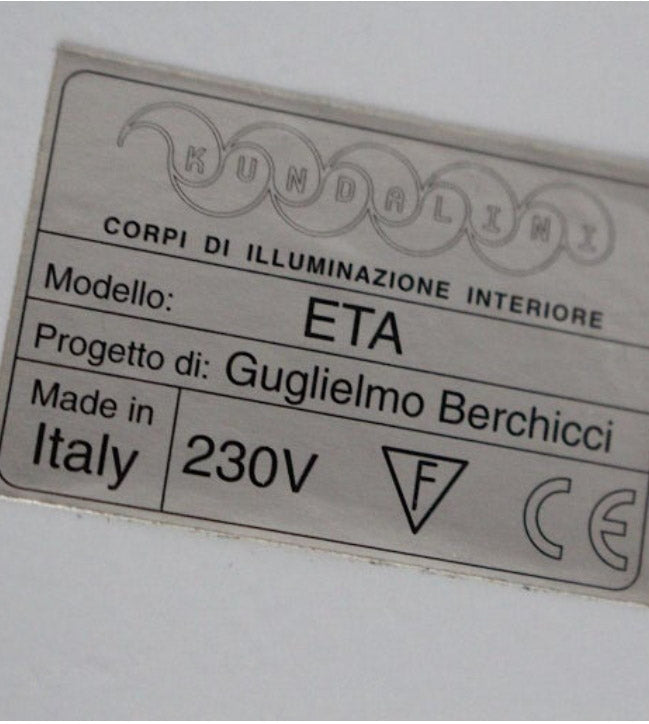 KUNDALINI
CORPI DI ILLUMINAZIONE INTERIORE
Modello: ETA
Progetto di: Guglielmo Berchicci
Made in
Italy
230V
F
CE